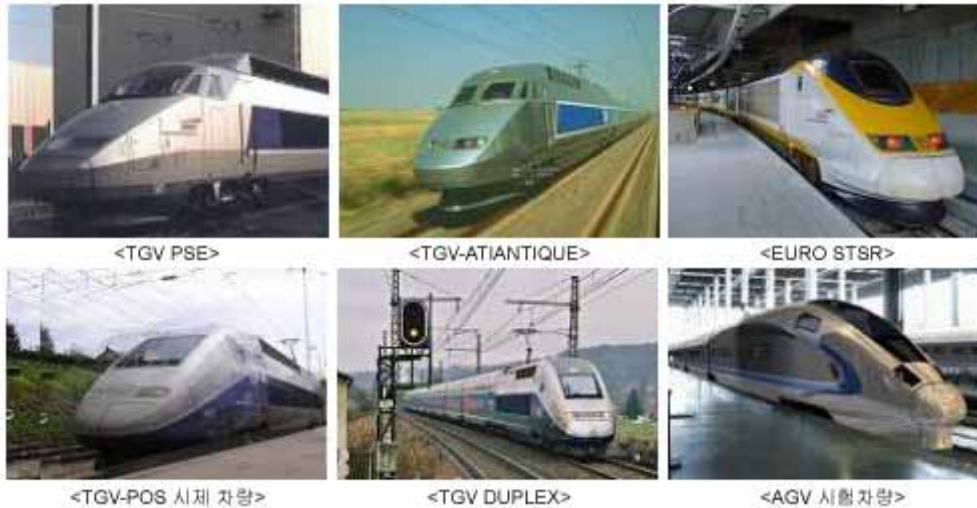 <TGV PSE>
<TGV-ATIANTIQUE>
<EURO STSR>
<TGV-POS 시제 차량>
<TGV DUPLEX>
<AGV 시험차량>